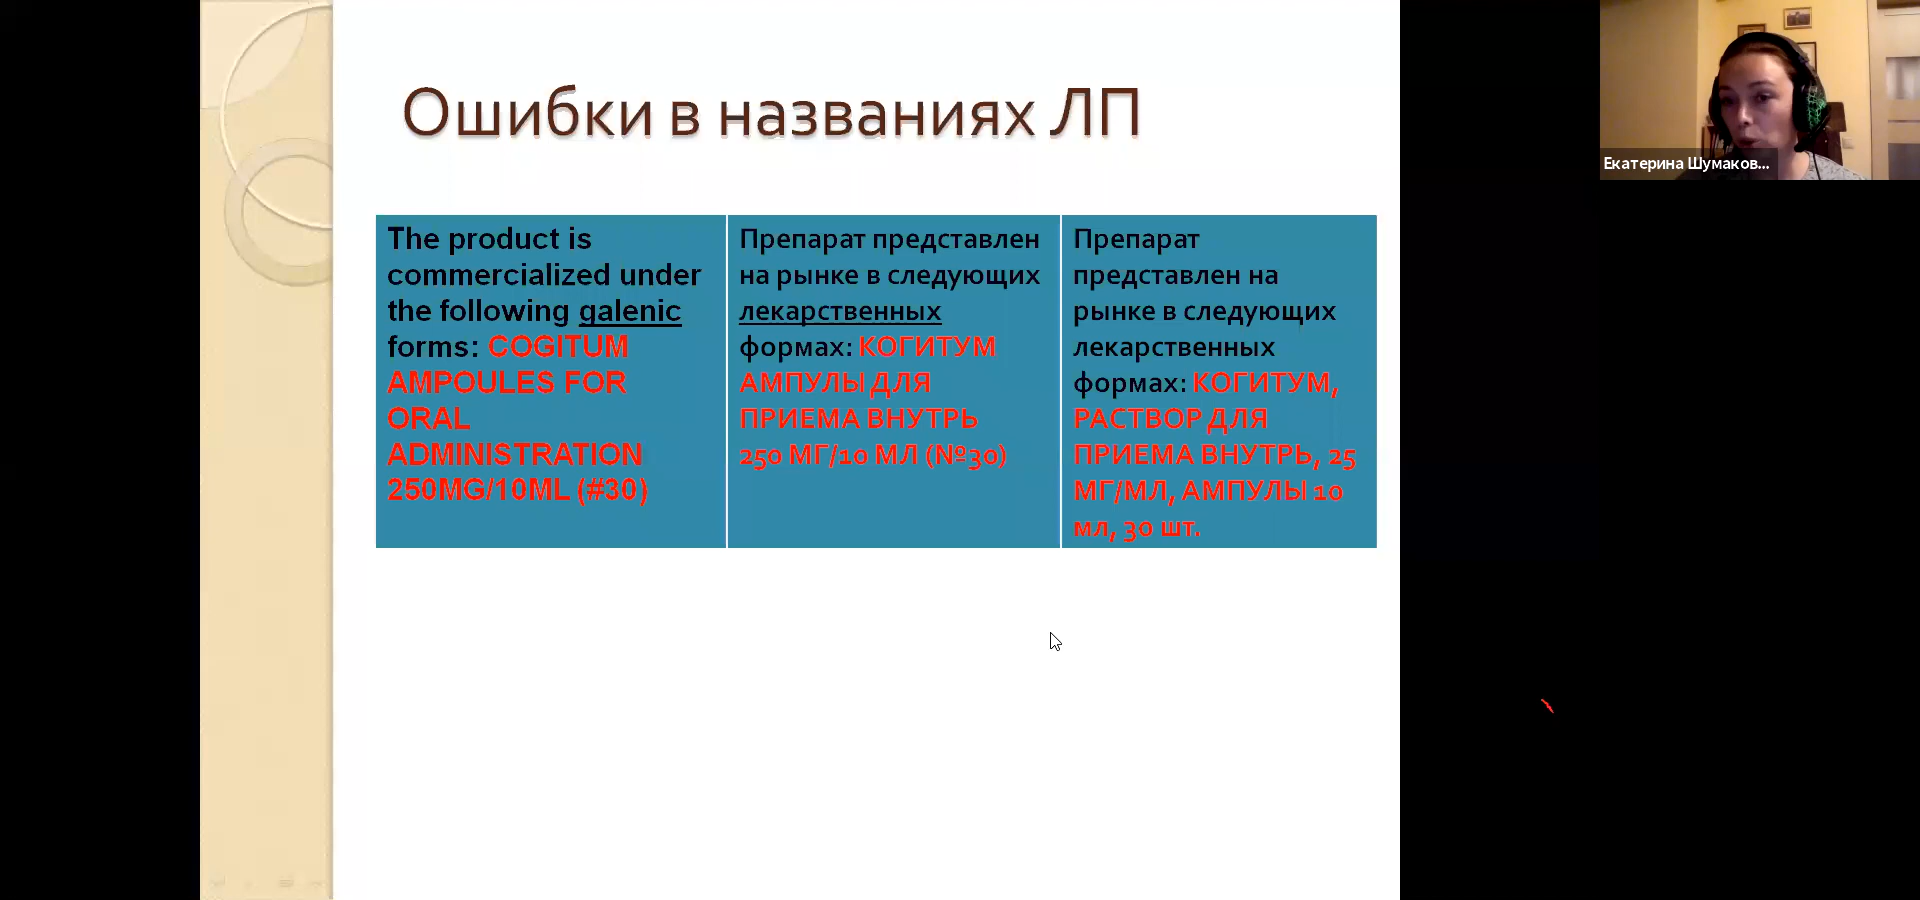 Ошибки в названиях ЛП
The product is
commercialized under
the following galenic
forms: COGITUM
AMPOULES FOR
ORAL
ADMINISTRATION
250MG/10ML (#30)
Препарат представлен
на рынке в следующих
лекарственных
формах: КОГИТУМ
АМПУЛЫ ДЛЯ
ПРИЕМА ВНУТРЬ
250 МГ/10 МЛ (№30)
Препарат
представлен на
рынке в следующих
лекарственных
формах: КОГИТУМ,
РАСТВОР ДЛЯ
ПРИЕМА ВНУТРЬ, 25
МГ/МЛ, АМПУЛЫ 10
мл, 30 шт.
Екатерина Шумаков...